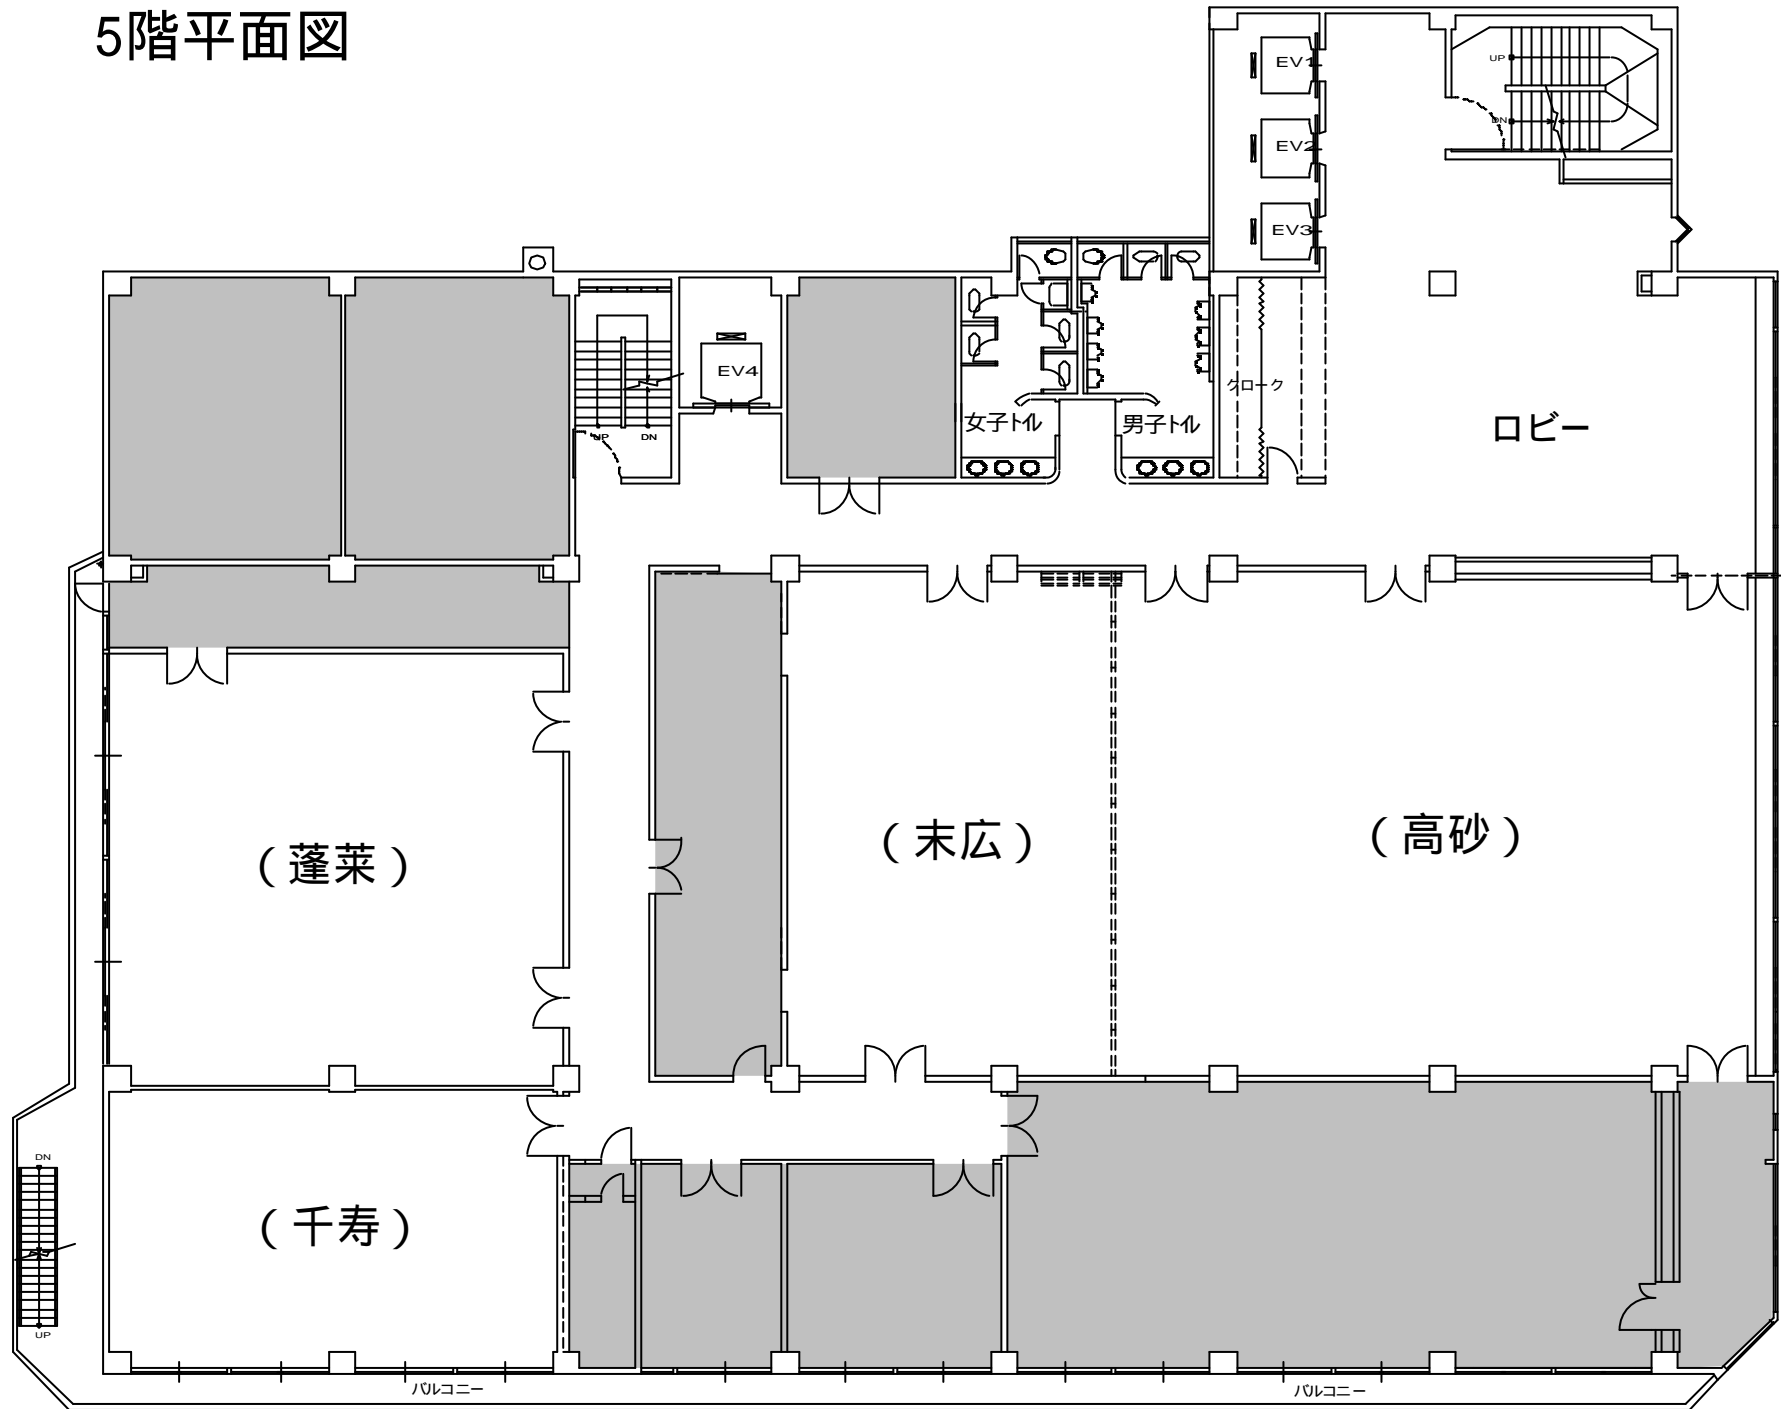 5階平面図
EV1
UP
DN
EV2
EV3
EV4
UP
DN
女子トイレ
男子トイレ
クローク
ロビー
(蓬莱)
(末広)
(高砂)
(千寿)
DN
UP
バルコニー
バルコニー